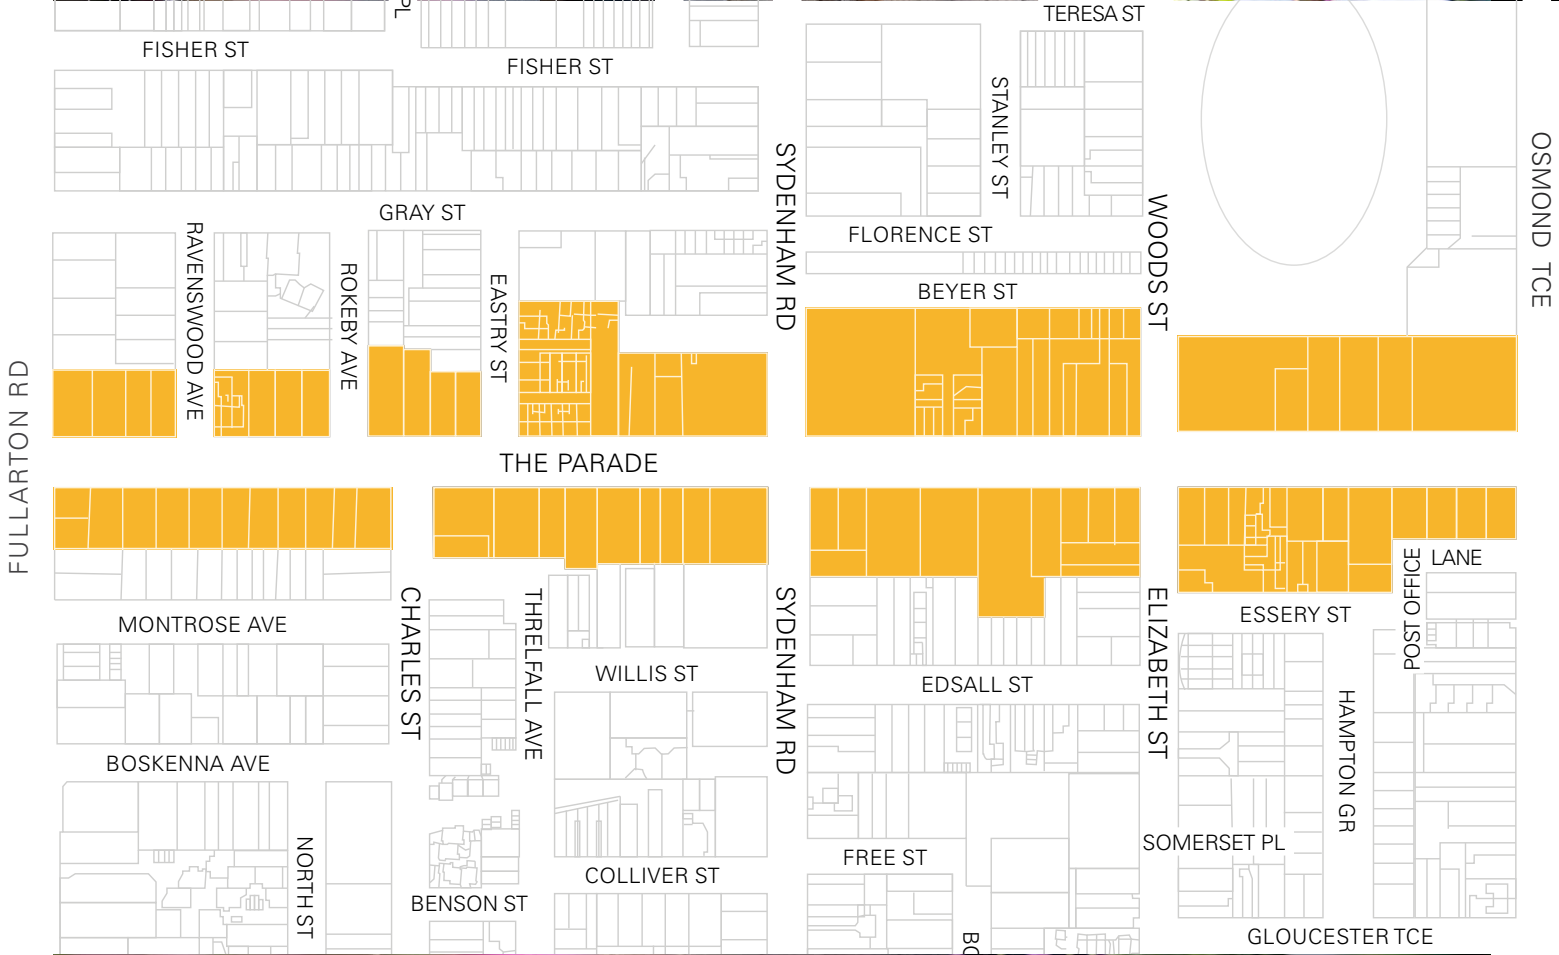 PL
TERESA ST
FISHER ST
FISHER ST
STANLEY ST
SYDENHAM RD
OSMOND TCE
WOODS ST
GRAY ST
RAVENSWOOD AVE
FLORENCE ST
ROKEBY AVE
EASTRY ST
BEYER ST
FULLARTON RD
THE PARADE
POST OFFICE
LANE
CHARLES ST
THRELFALL AVE
SYDENHAM RD
ELIZABETH ST
ESSERY ST
MONTROSE AVE
WILLIS ST
EDSALL ST
HAMPTON GR
BOSKENNA AVE
SOMERSET PL
NORTH ST
FREE ST
COLLIVER ST
BENSON ST
BO
GLOUCESTER TCE